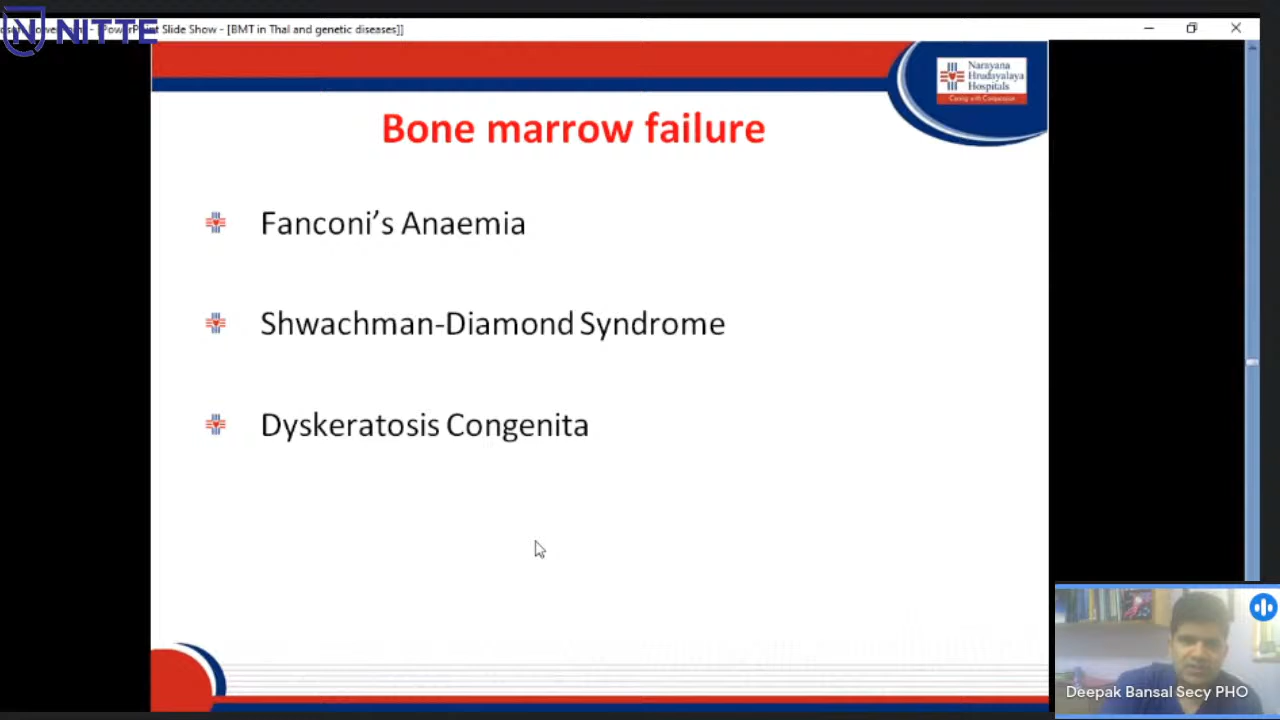 NITTE
PowerPoint Slide Show - [BMT in Thal and genetic diseases]]
Narayana
Hrudayalaya
Hospitals
Caring with Compassion
Bone marrow failure
Fanconi’s Anaemia
Shwachman-Diamond Syndrome
Dyskeratosis Congenita
Deepak Bansal Secy PHO